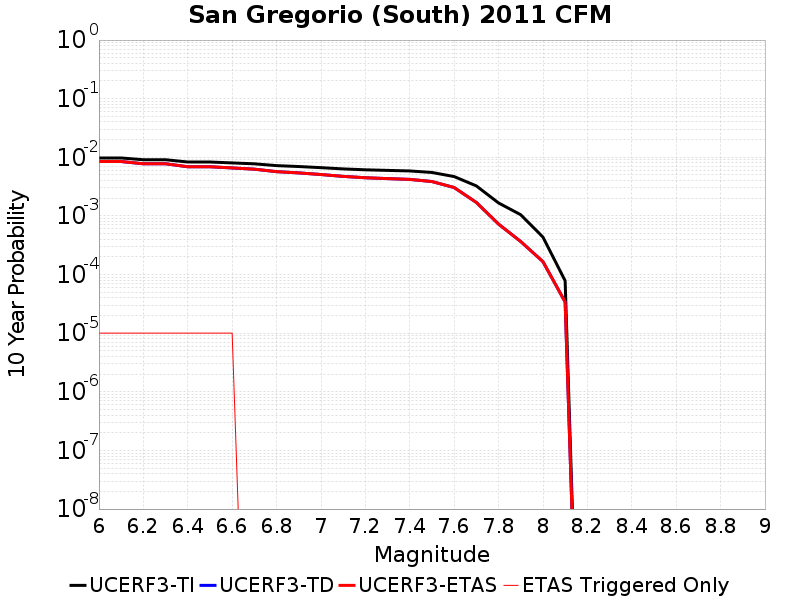 San Gregorio (South) 2011 CFM
10 Year Probability
10^0
10^-1
10^-2
10^-3
10^-4
10^-5
10^-6
10^-7
10^-8
6 6.2 6.4 6.6 6.8 7 7.2 7.4 7.6 7.8 8 8.2 8.4 8.6 8.8 9
Magnitude
UCERF3-TI UCERF3-TD UCERF3-ETAS ETAS Triggered Only